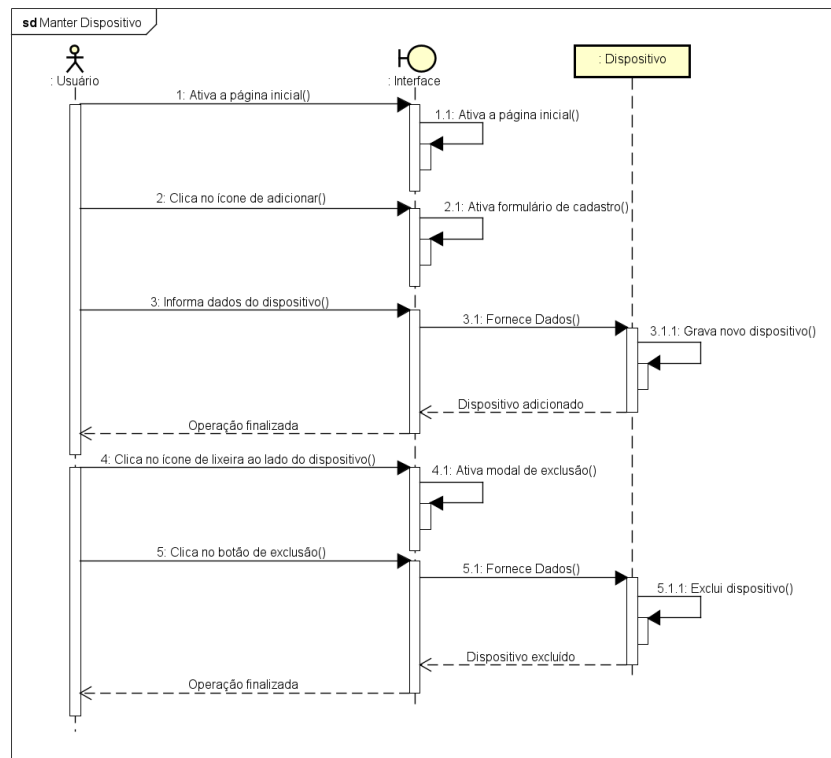 sd Manter Dispositivo
: Usuário
: Interface
: Dispositivo
1: Ativa a página inicial()
1.1: Ativa a página inicial()
2: Clica no ícone de adicionar()
2.1: Ativa formulário de cadastro()
3: Informa dados do dispositivo()
3.1: Fornece Dados()
3.1.1: Grava novo dispositivo()
Dispositivo adicionado
Operação finalizada
4: Clica no ícone de lixeira ao lado do dispositivo()
4.1: Ativa modal de exclusão()
5: Clica no botão de exclusão()
5.1: Fornece Dados()
5.1.1: Exclui dispositivo()
Dispositivo excluído
Operação finalizada